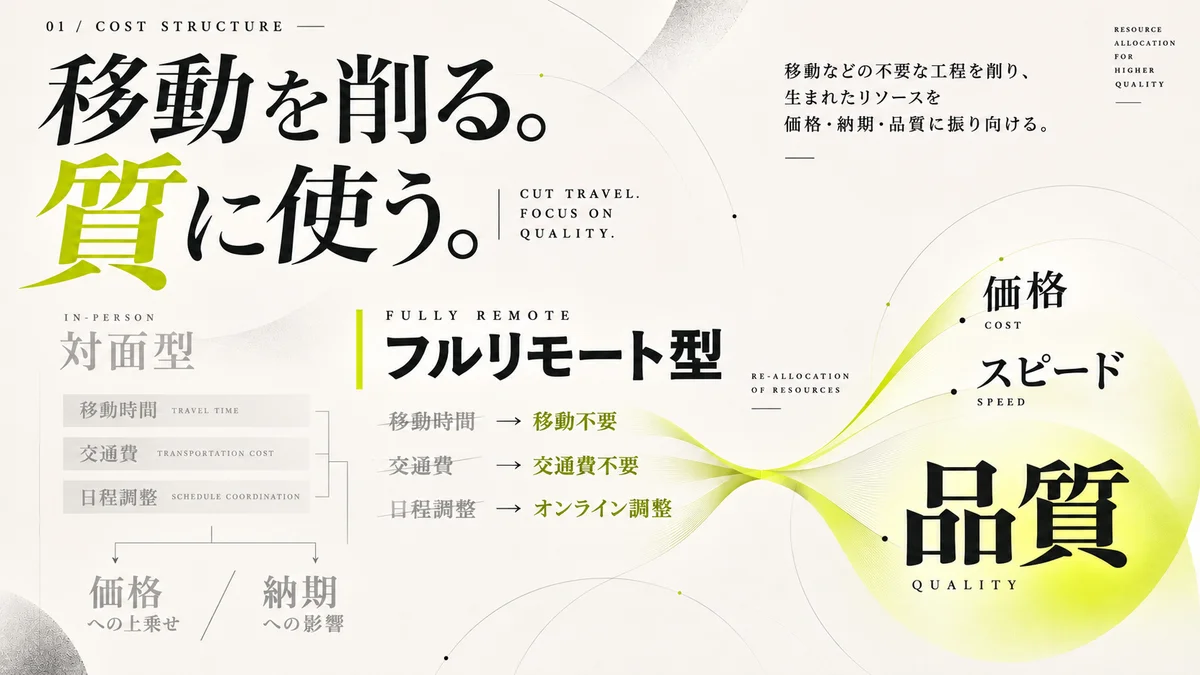 01 / COST STRUCTURE
移動を削る。
質に使う。
CUT TRAVEL.
FOCUS ON
QUALITY.
移動などの不要な工程を削り、
生まれたリソースを
価格・納期・品質に振り向ける。
RESOURCE
ALLOCATION
FOR
HIGHER
QUALITY
IN-PERSON
対面型
移動時間 TRAVEL TIME
交通費 TRANSPORTATION COST
日程調整 SCHEDULE COORDINATION
価格
への上乗せ
納期
への影響
FULLY REMOTE
フルリモート型
移動時間 → 移動不要
交通費 → 交通費不要
日程調整 → オンライン調整
RE-ALLOCATION
OF RESOURCES
価格
COST
スピード
SPEED
品質
QUALITY